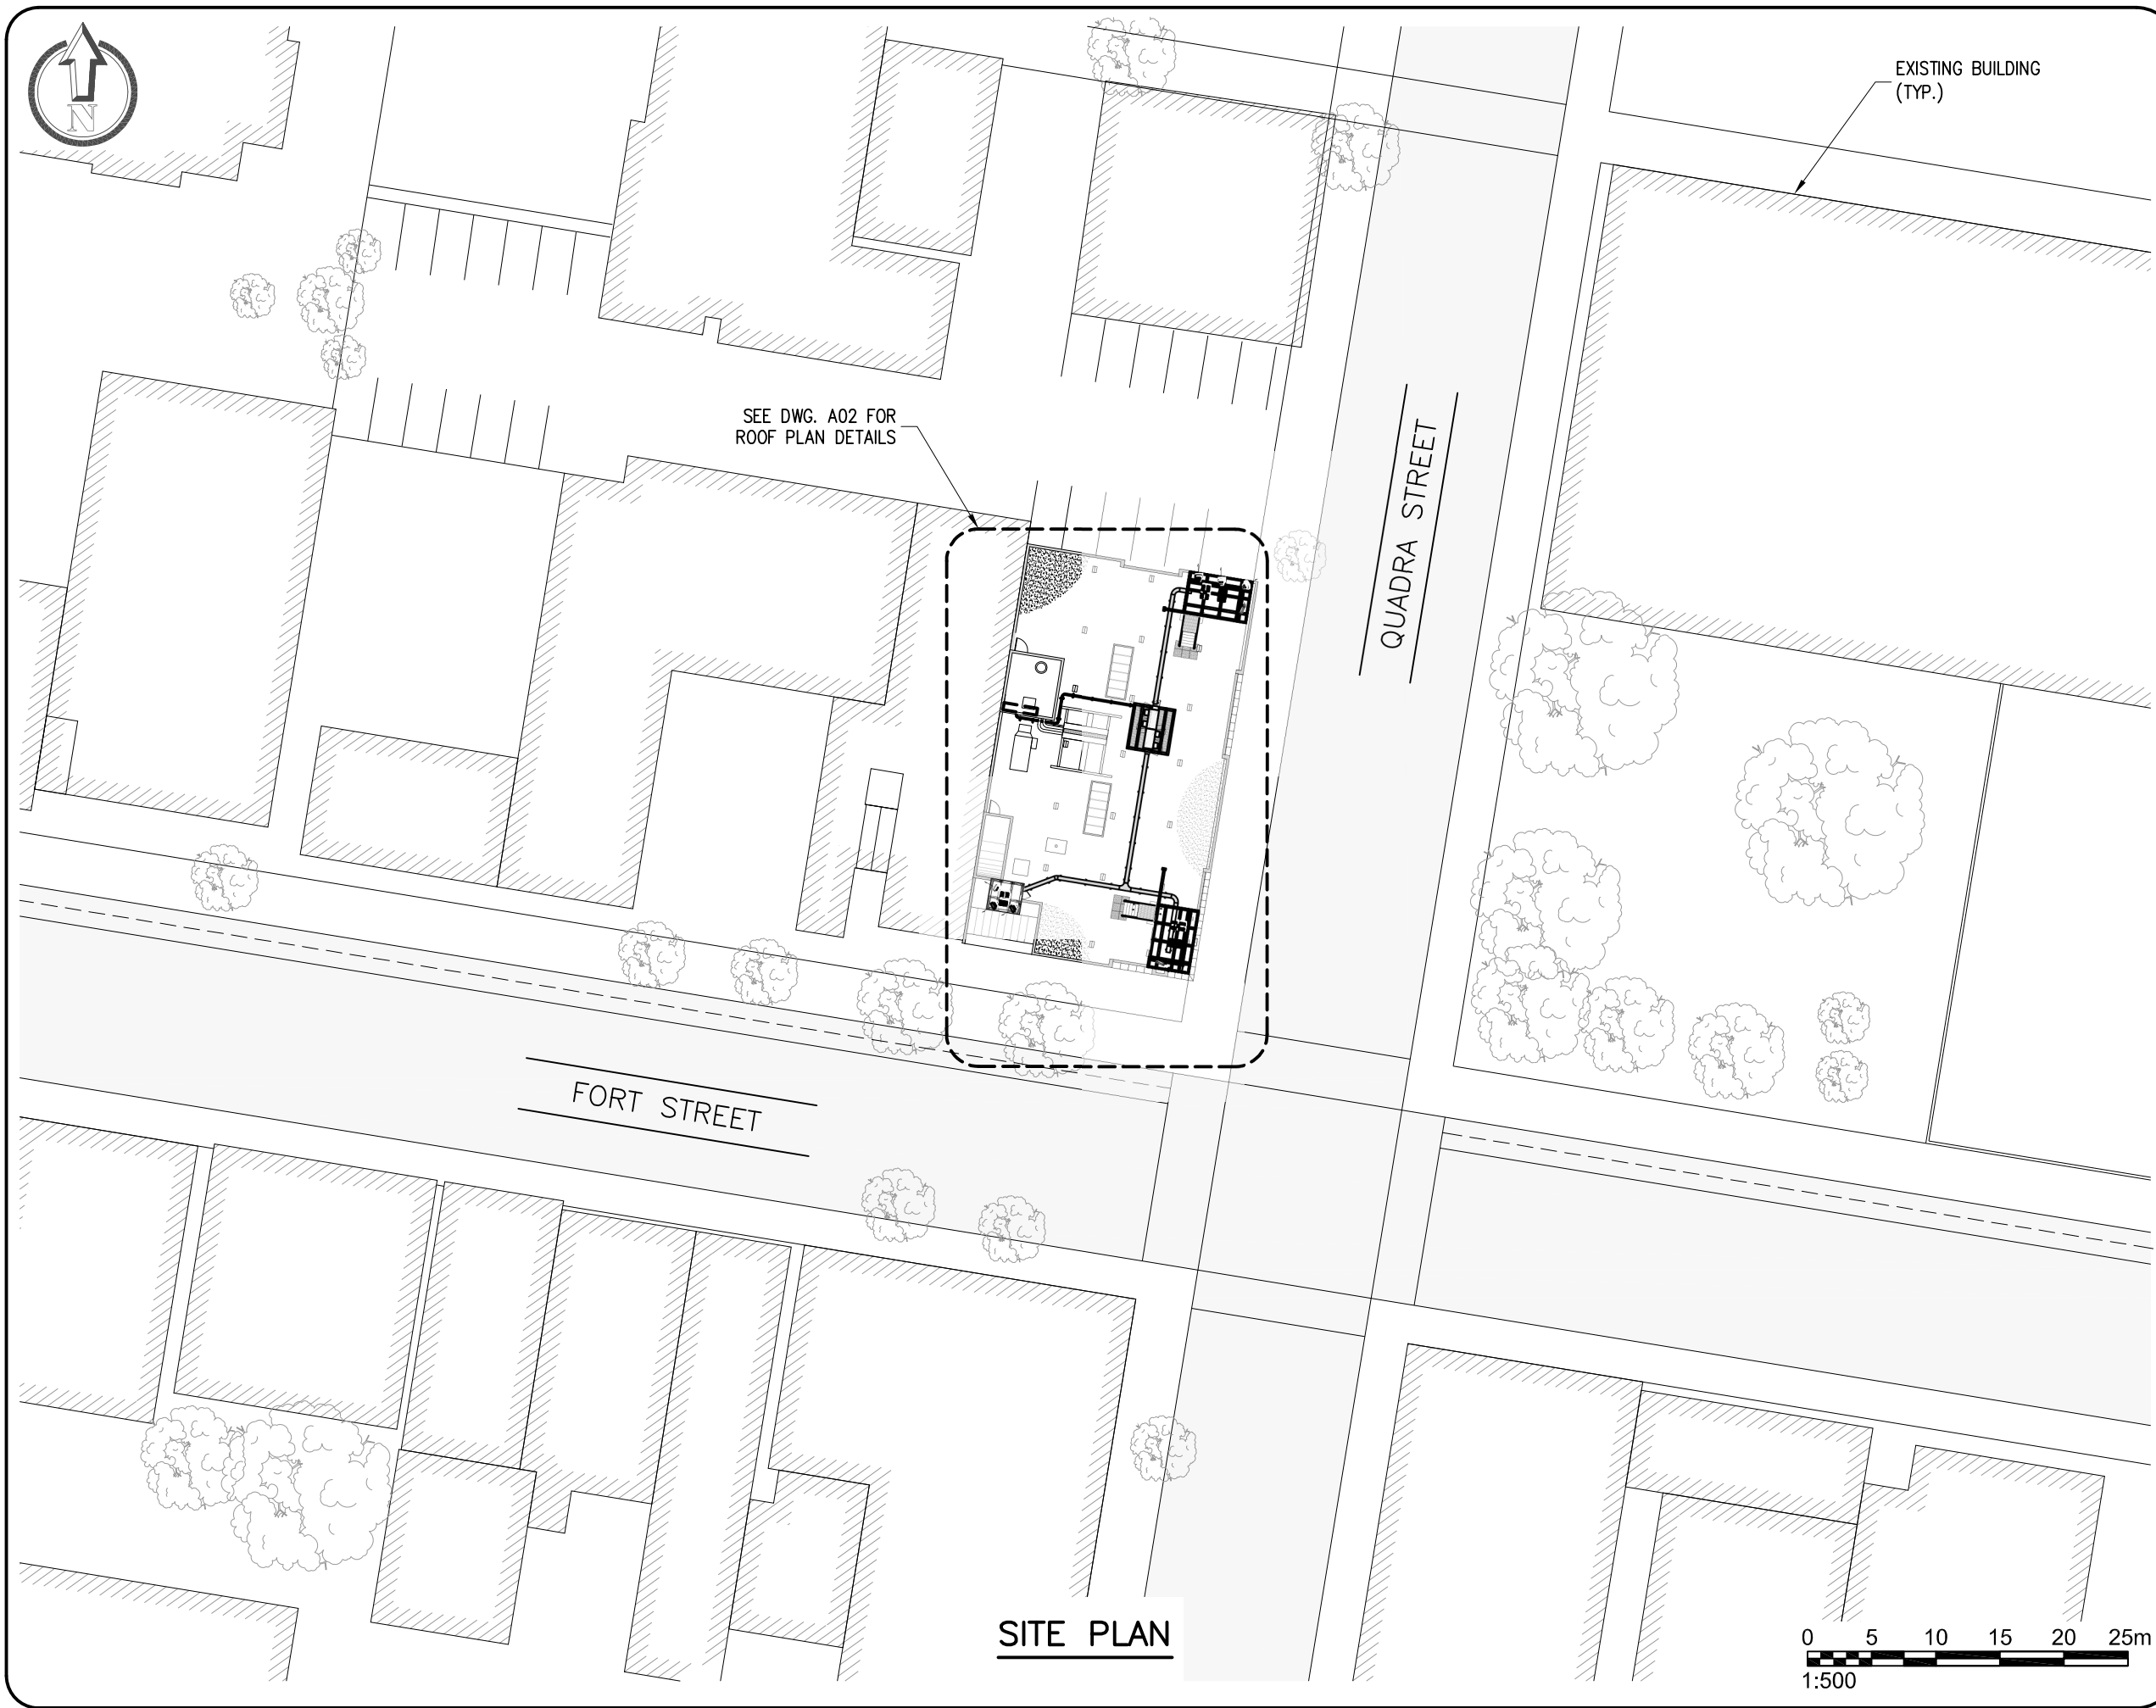 N
EXISTING BUILDING
(TYP.)
SEE DWG. A02 FOR
ROOF PLAN DETAILS
QUADRA STREET
FORT STREET
SITE PLAN
0 5 10 15 20 25m
1:500